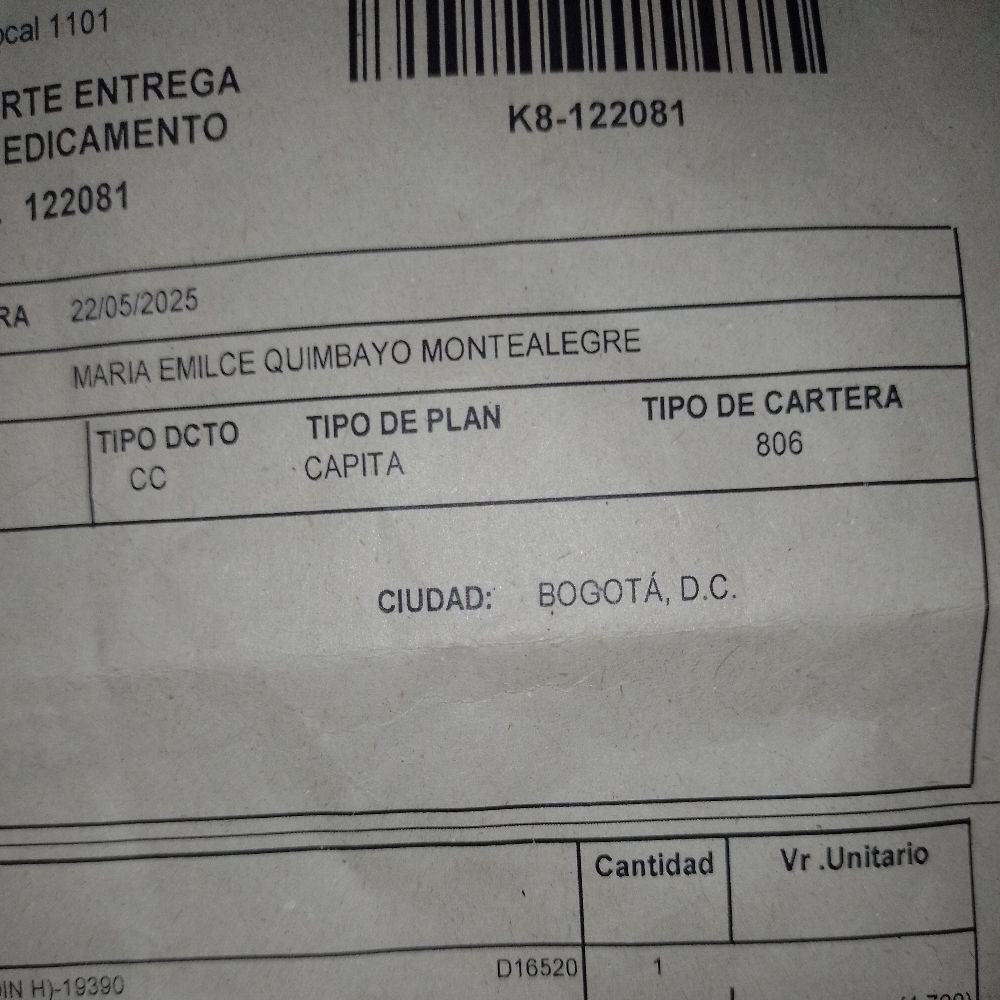 ocal 1101
RTE ENTREGA
EDICAMENTO
K8-122081
122081
RA 22/05/2025
MARIA EMILCE QUIMBAYO MONTEALEGRE
TIPO DCTO TIPO DE PLAN TIPO DE CARTERA
CC CAPITA 806
CIUDAD: BOGOTÁ, D.C.
Cantidad Vr .Unitario
DIN H)-19390 D16520 1